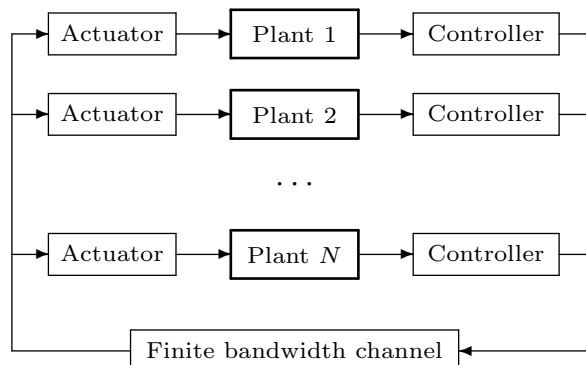 Actuator Plant 1 Controller
Actuator Plant 2 Controller
...
Actuator Plant N Controller
Finite bandwidth channel